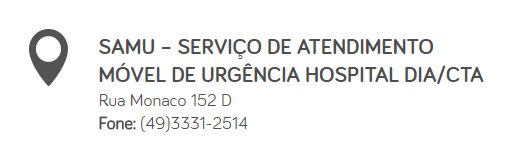 SAMU – SERVIÇO DE ATENDIMENTO
MÓVEL DE URGÊNCIA HOSPITAL DIA/CTA
Rua Monaco 152 D
Fone: (49)3331-2514